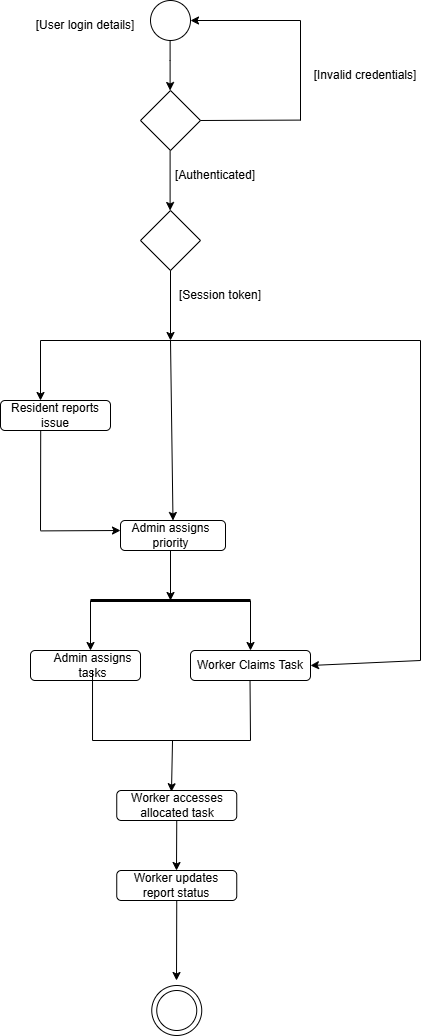 [User login details]
[Invalid credentials]
[Authenticated]
[Session token]
Resident reports
issue
Admin assigns
priority
Admin assigns
tasks
Worker Claims Task
Worker accesses
allocated task
Worker updates
report status